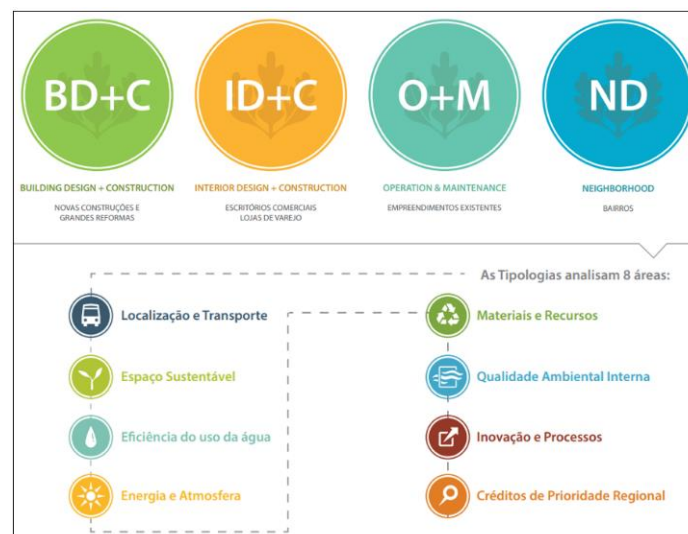 BD+C
ID+C
O+M
ND
BUILDING DESIGN + CONSTRUCTION
INTERIOR DESIGN + CONSTRUCTION
OPERATION & MAINTENANCE
NEIGHBORHOOD
NOVAS CONSTRUÇÕES E
GRANDES REFORMAS
ESCRITÓRIOS COMERCIAIS
LOJAS DE VAREJO
EMPREENDIMENTOS EXISTENTES
BAIRROS
As Tipologias analisam 8 áreas:
Localização e Transporte
Espaço Sustentável
Eficiência do uso da água
Energia e Atmosfera
Materiais e Recursos
Qualidade Ambiental Interna
Inovação e Processos
Créditos de Prioridade Regional